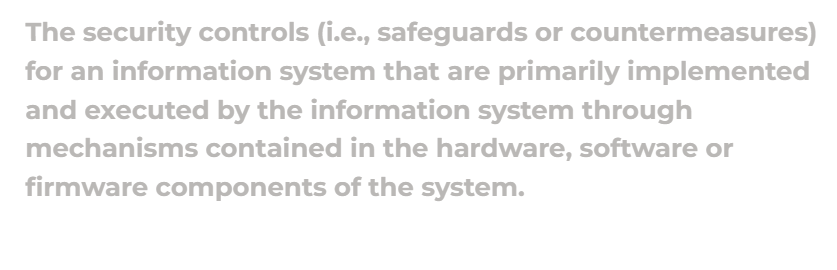 The security controls (i.e., safeguards or countermeasures)
for an information system that are primarily implemented
and executed by the information system through
mechanisms contained in the hardware, software or
firmware components of the system.